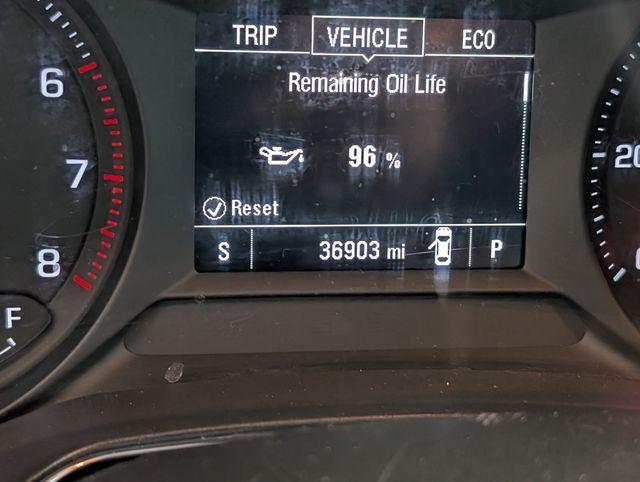 TRIP VEHICLE ECO
Remaining Oil Life
96 %
Reset
S 36903 mi P
6
7
8
F
20